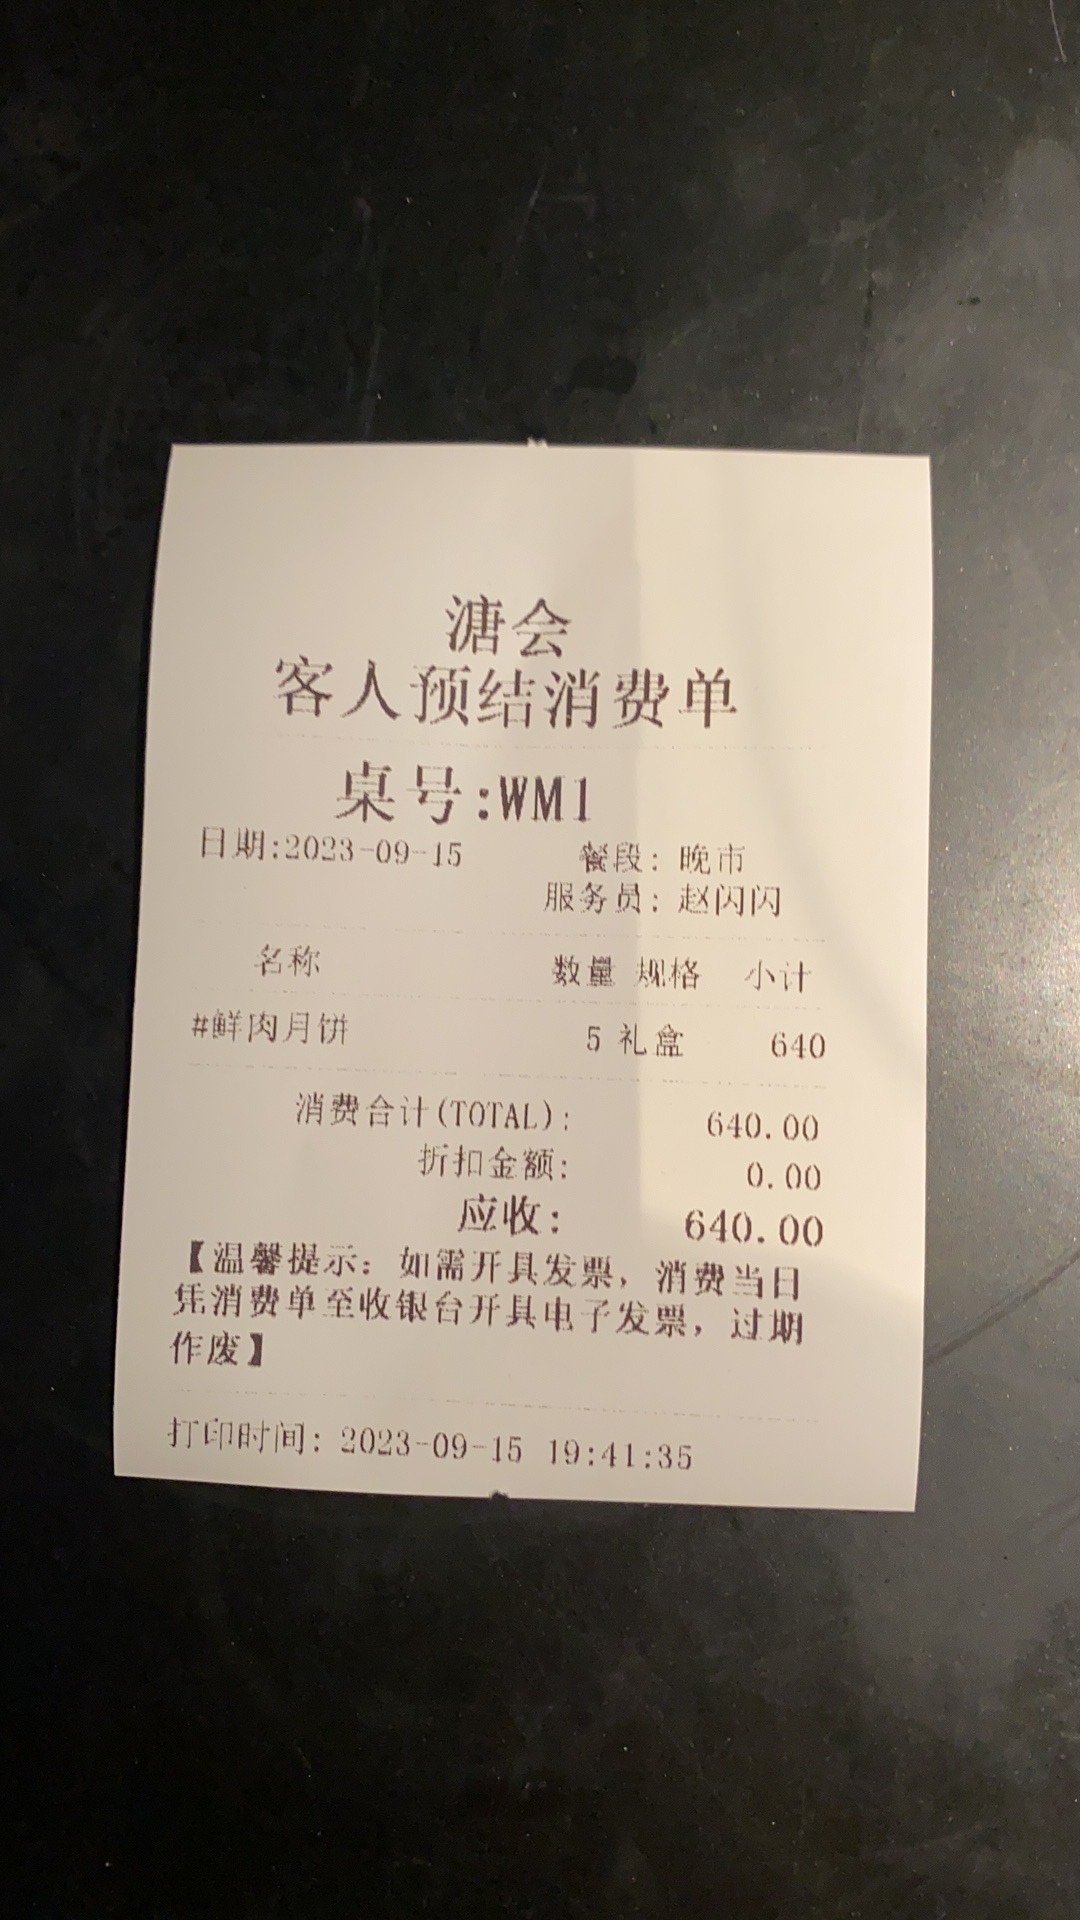 溏会
客人预结消费单
桌号:WM1
日期:2023-09-15 餐段: 晚市
服务员: 赵闪闪
名称 数量 规格 小计
#鲜肉月饼 5 礼盒 640
消费合计(TOTAL): 640.00
折扣金额: 0.00
应收: 640.00
【温馨提示: 如需开具发票, 消费当日
凭消费单至收银台开具电子发票, 过期
作废】
打印时间: 2023-09-15 19:41:35